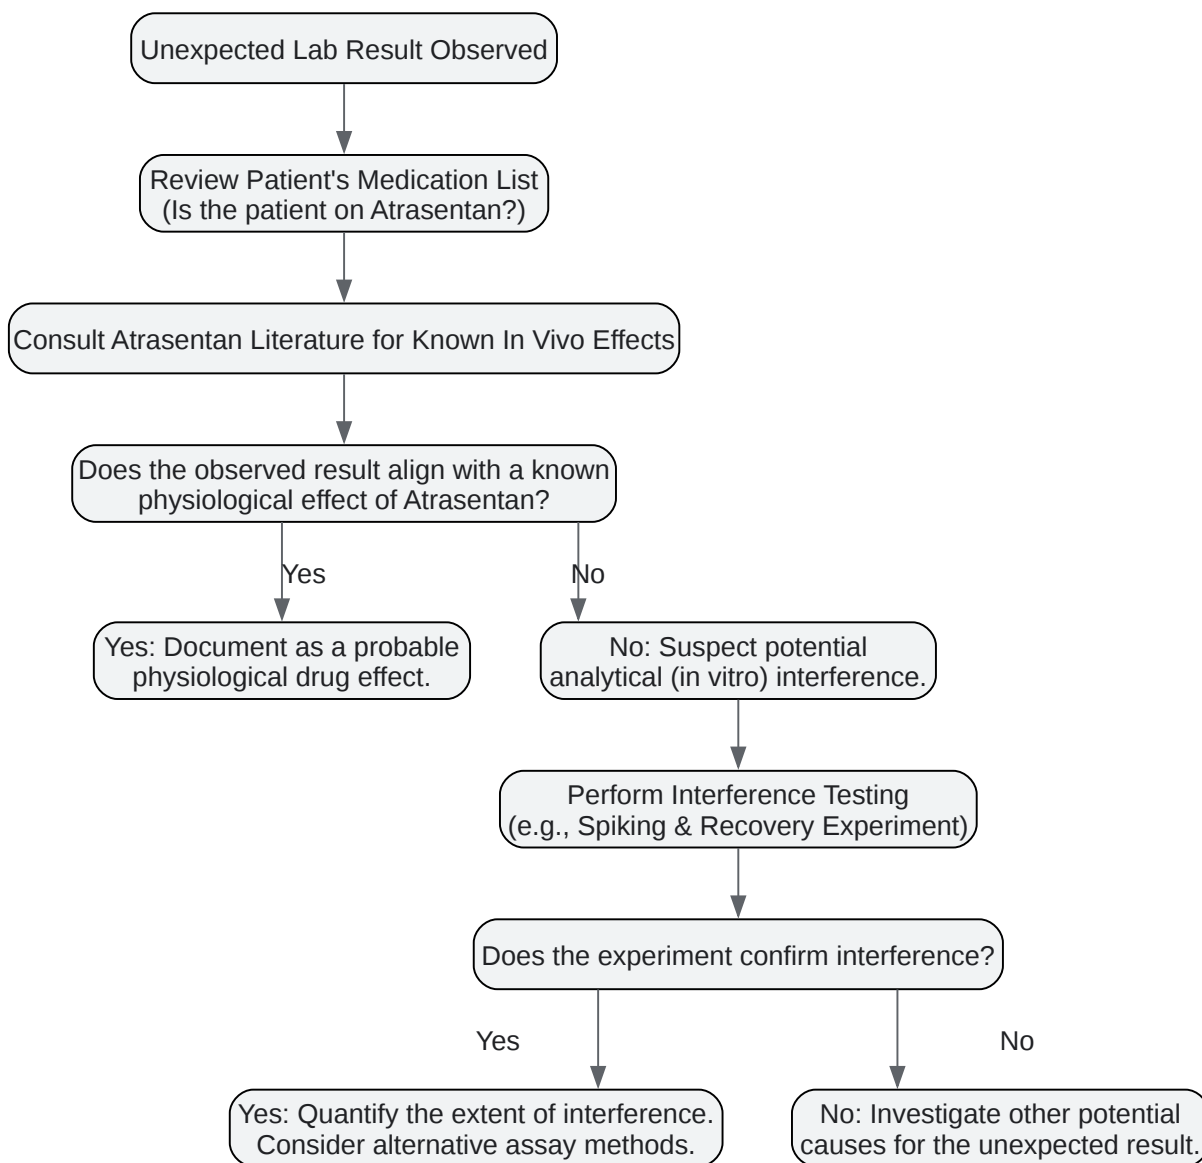 Unexpected Lab Result Observed
Review Patient's Medication List
(Is the patient on Atrasentan?)
Consult Atrasentan Literature for Known In Vivo Effects
Does the observed result align with a known
physiological effect of Atrasentan?
Yes
No
Yes: Document as a probable
physiological drug effect.
No: Suspect potential
analytical (in vitro) interference.
Perform Interference Testing
(e.g., Spiking & Recovery Experiment)
Does the experiment confirm interference?
Yes
No
Yes: Quantify the extent of interference.
Consider alternative assay methods.
No: Investigate other potential
causes for the unexpected result.